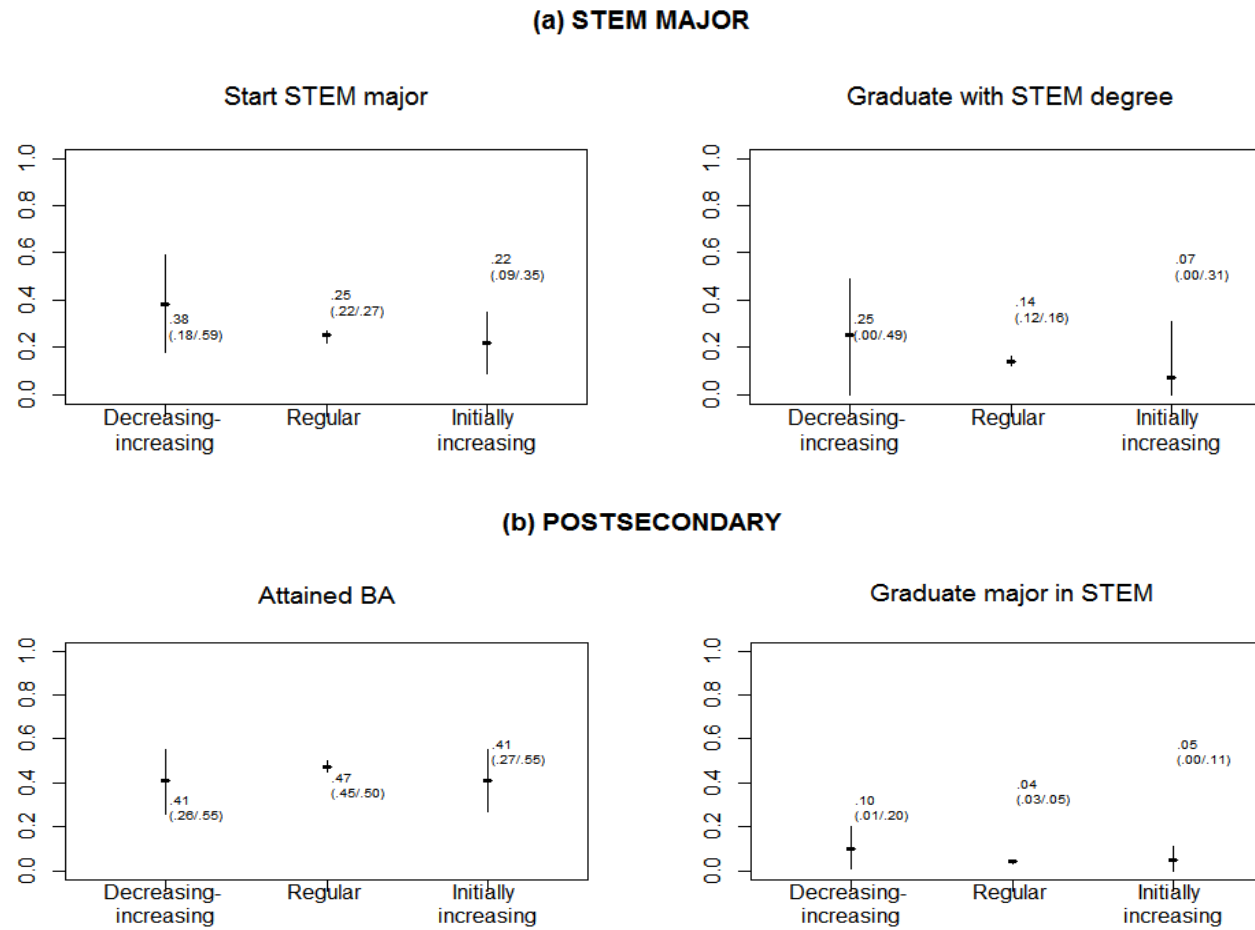 (a) STEM MAJOR
Start STEM major
1.0
0.8
0.6
0.4
0.2
0.0
.38
(.18/.59)
.25
(.22/.27)
.22
(.09/.35)
Decreasing-
increasing
Regular
Initially
increasing
Graduate with STEM degree
1.0
0.8
0.6
0.4
0.2
0.0
.25
(.00/.49)
.14
(.12/.16)
.07
(.00/.31)
Decreasing-
increasing
Regular
Initially
increasing
(b) POSTSECONDARY
Attained BA
1.0
0.8
0.6
0.4
0.2
0.0
.41
(.26/.55)
.47
(.45/.50)
.41
(.27/.55)
Decreasing-
increasing
Regular
Initially
increasing
Graduate major in STEM
1.0
0.8
0.6
0.4
0.2
0.0
.10
(.01/.20)
.04
(.03/.05)
.05
(.00/.11)
Decreasing-
increasing
Regular
Initially
increasing